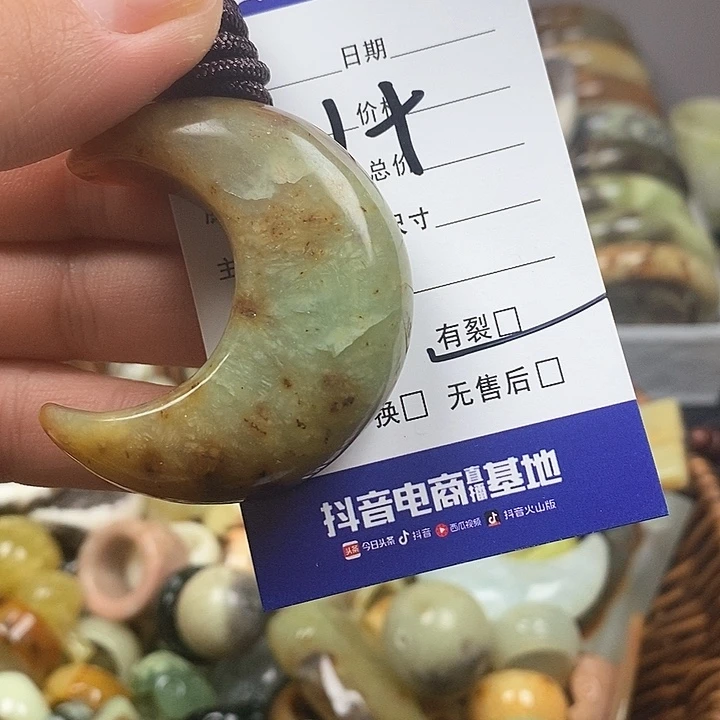 日期
价格
总价
尺寸
主
有裂□
换□ 无售后□
抖音电商直播基地
今日头条 抖音 西瓜视频 抖音火山版